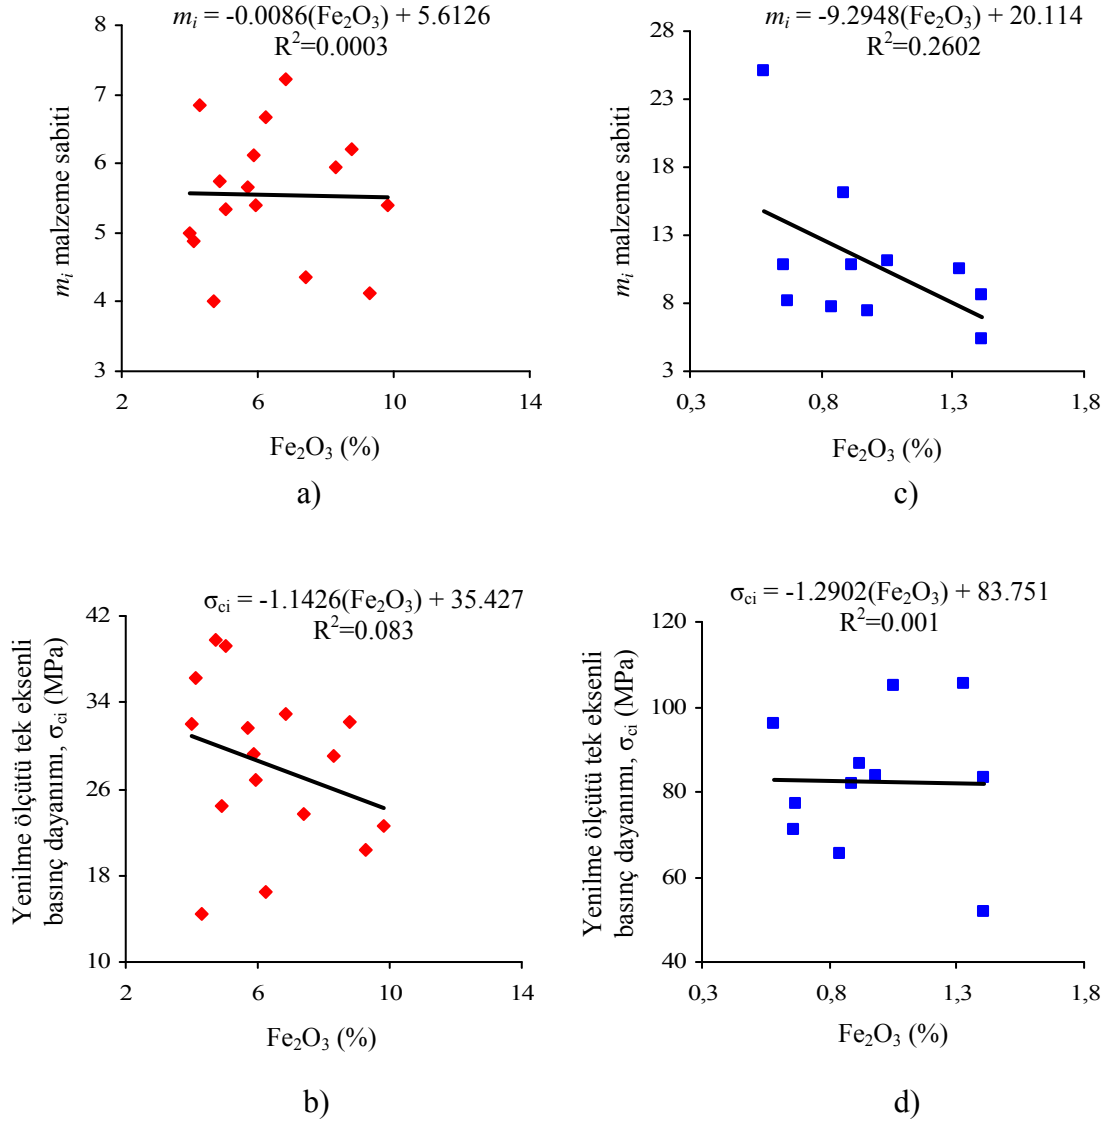 mᵢ = -0.0086(Fe₂O₃) + 5.6126
R²=0.0003
8
7
6
5
4
3
mᵢ malzeme sabiti
2
6
10
14
Fe₂O₃ (%)
a)
mᵢ = -9.2948(Fe₂O₃) + 20.114
R²=0.2602
28
23
18
13
8
3
mᵢ malzeme sabiti
0,3
0,8
1,3
1,8
Fe₂O₃ (%)
c)
σci = -1.1426(Fe₂O₃) + 35.427
R²=0.083
42
34
26
18
10
Yenilme ölçütü tek eksenli
basınç dayanımı, σci (MPa)
2
6
10
14
Fe₂O₃ (%)
b)
σci = -1.2902(Fe₂O₃) + 83.751
R²=0.001
120
100
80
60
40
Yenilme ölçütü tek eksenli
basınç dayanımı, σci (MPa)
0,3
0,8
1,3
1,8
Fe₂O₃ (%)
d)